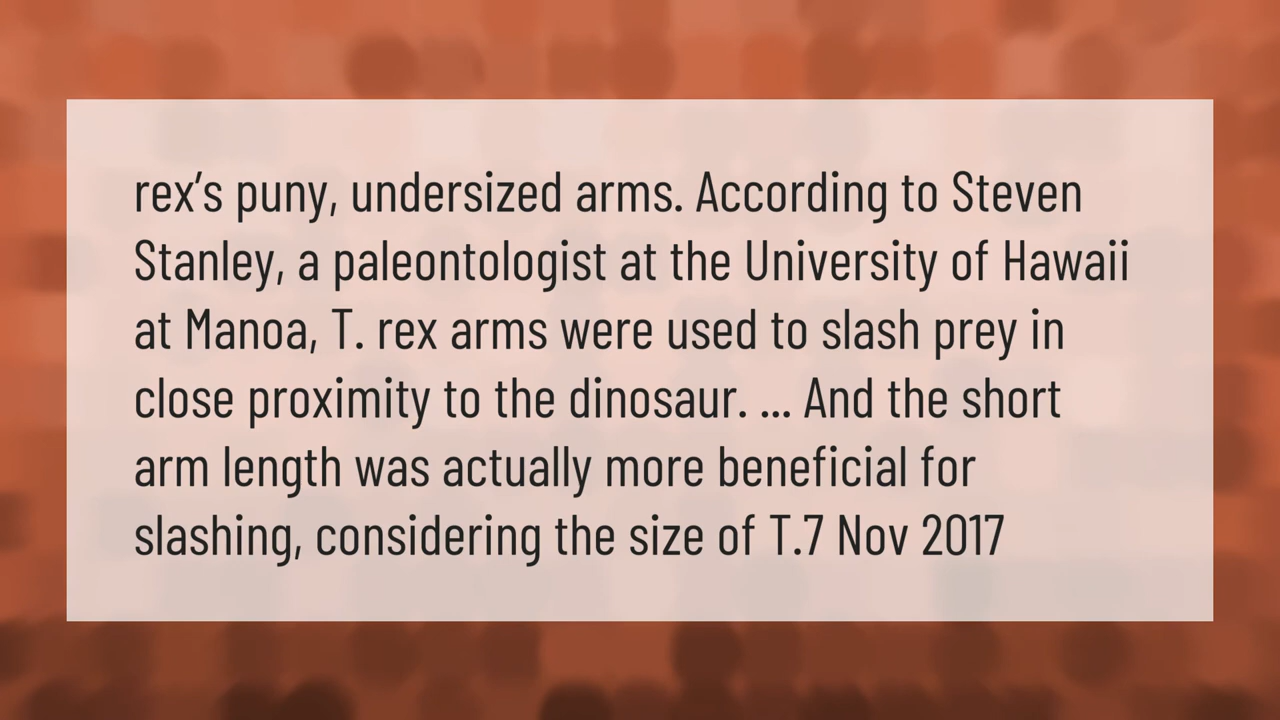 rex's puny, undersized arms. According to Steven
Stanley, a paleontologist at the University of Hawaii
at Manoa, T. rex arms were used to slash prey in
close proximity to the dinosaur. ... And the short
arm length was actually more beneficial for
slashing, considering the size of T.7 Nov 2017